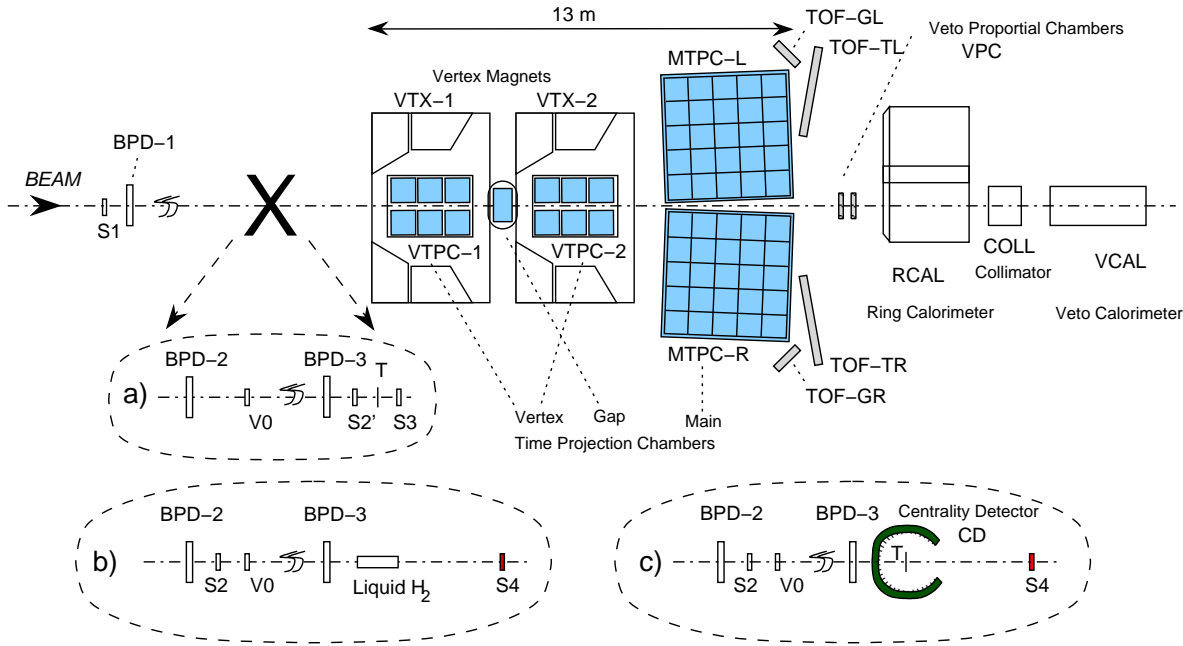 13 m
TOF−GL
Veto Proportial Chambers
VPC
TOF−TL
MTPC−L
Vertex Magnets
VTX−1
VTX−2
BPD−1
BEAM
S1
X
VTPC−1
VTPC−2
COLL
Collimator
RCAL
VCAL
Ring Calorimeter
Veto Calorimeter
MTPC−R
TOF−TR
TOF−GR
BPD−2
BPD−3
T
a)
V0
S2'
S3
Vertex
Gap
Main
Time Projection Chambers
BPD−2
BPD−3
b)
S2
V0
Liquid H2
S4
BPD−2
BPD−3
Centrality Detector
CD
c)
T
S2
V0
S4